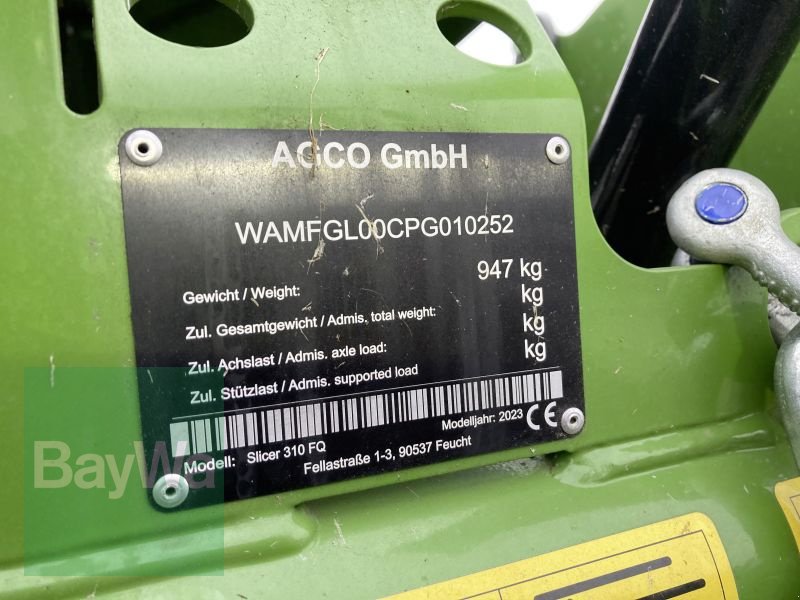 AGCO GmbH
WAMFGL00CPG010252
Gewicht / Weight: 947 kg
Zul. Gesamtgewicht / Admis. total weight: kg
Zul. Achslast / Admis. axle load: kg
Zul. Stützlast / Admis. supported load kg
Modell: Slicer 310 FQ Modelljahr: 2023 CE
Fellastraße 1-3, 90537 Feucht
BayWa